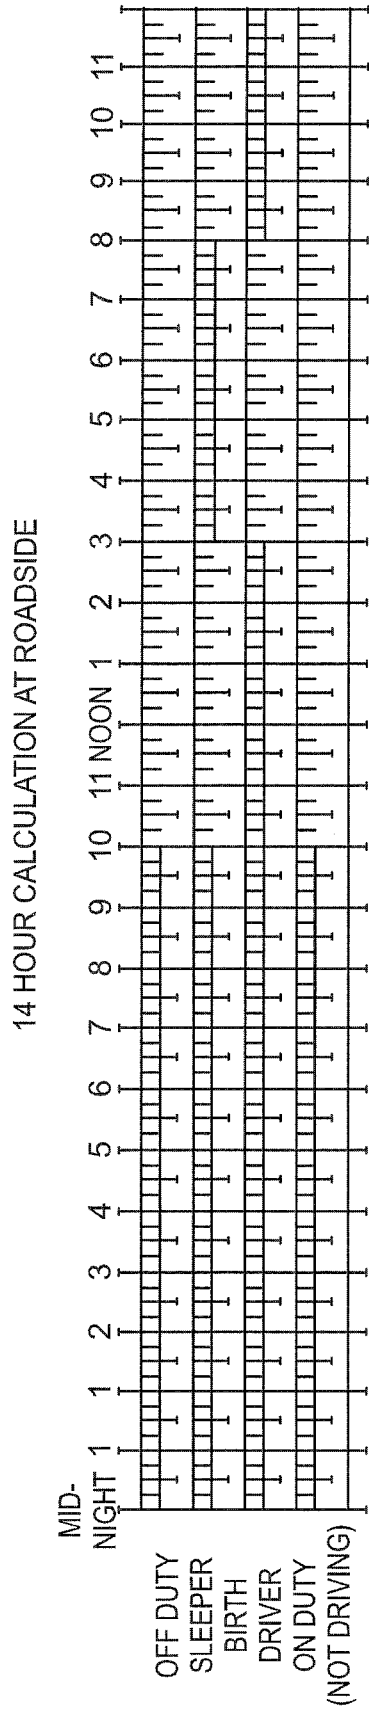 14 HOUR CALCULATION AT ROADSIDE
MID-
NIGHT 1 1 2 3 4 5 6 7 8 9 10 11 NOON 1 2 3 4 5 6 7 8 9 10 11
OFF DUTY
SLEEPER
BIRTH
DRIVER
ON DUTY
(NOT DRIVING)